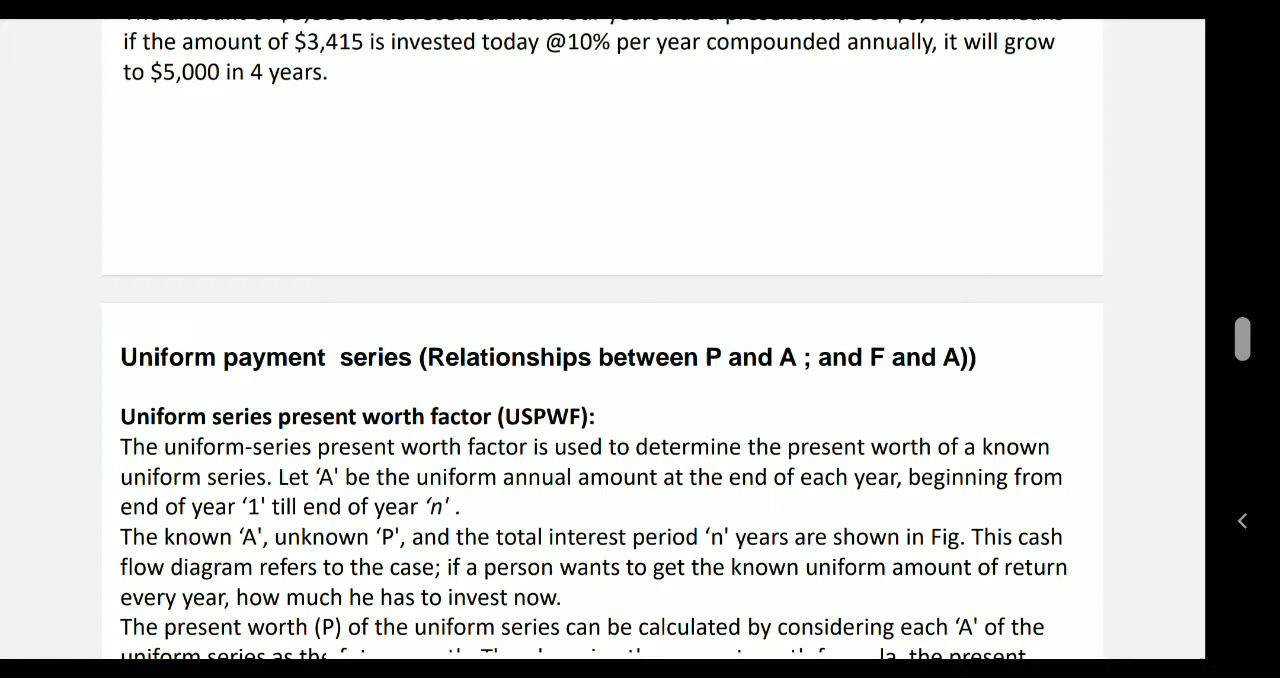 if the amount of $3,415 is invested today @10% per year compounded annually, it will grow
to $5,000 in 4 years.
Uniform payment  series (Relationships between P and A ; and F and A))
Uniform series present worth factor (USPWF):
The uniform-series present worth factor is used to determine the present worth of a known
uniform series. Let ‘A’ be the uniform annual amount at the end of each year, beginning from
end of year ‘1' till end of year ‘n’ .
The known ‘A', unknown ‘P', and the total interest period ‘n' years are shown in Fig. This cash
flow diagram refers to the case; if a person wants to get the known uniform amount of return
every year, how much he has to invest now.
The present worth (P) of the uniform series can be calculated by considering each ‘A' of the
uniform series as the the present